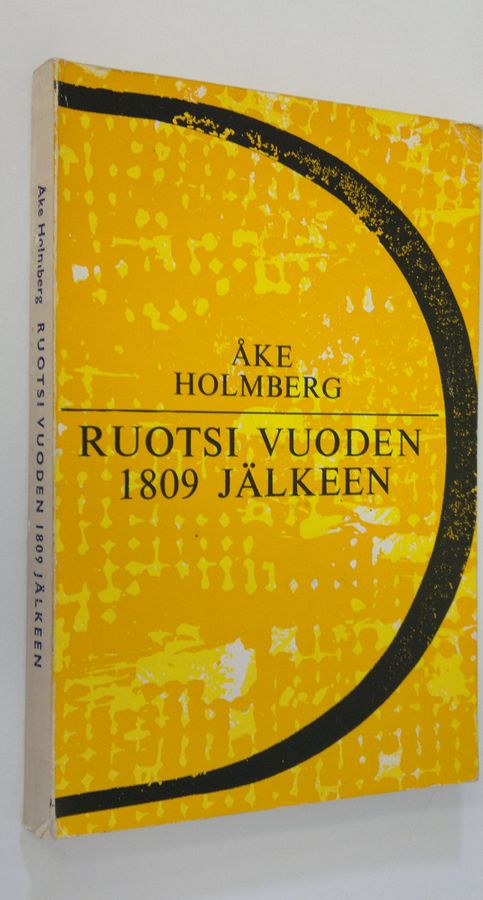 ÅKE
HOLMBERG
RUOTSI VUODEN
1809 JÄLKEEN
Åke Holmberg RUOTSI VUODEN 1809 JÄLKEEN